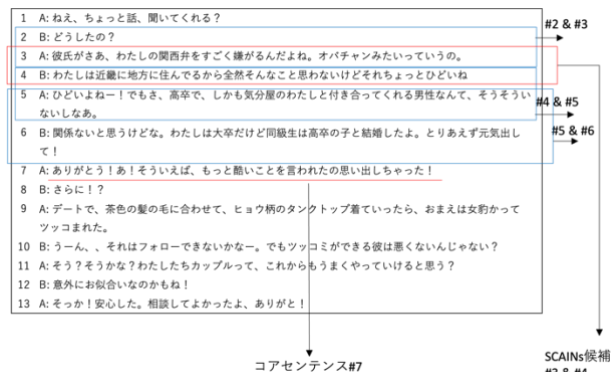 1 A: ねえ、ちょっと話、聞いてくれる？
#2 & #3
2 B: どうしたの？
3 A: 彼氏がさあ、わたしの関西弁をすごく嫌がるんだよね。オバチャンみたいっていうの。
4 B: わたしは近畿に地方に住んでるから全然そんなこと思わないけどそれちょっとひどいね
5 A: ひどいよねー！でもさ、高卒で、しかも気分屋のわたしと付き合ってくれる男性なんて、そうそういないしなあ。
#4 & #5
6 B: 関係ないと思うけどな。わたしは大卒だけど同級生は高卒の子と結婚したよ。とりあえず元気出して！
#5 & #6
7 A: ありがとう！あ！そういえば、もっと酷いことを言われたの思い出しちゃった！
8 B: さらに！？
9 A: デートで、茶色の髪の毛に合わせて、ヒョウ柄のタンクトップ着ていったら、おまえは女豹かって
ツッコまれた。
10 B: うーん、、それはフォローできないかなー。でもツッコミができる彼は悪くないんじゃない？
11 A: そう？そうかな？わたしたちカップルって、これからもうまくやっていけると思う？
12 B: 意外にお似合いなのかもね！
13 A: そっか！安心した。相談してよかったよ、ありがと！
SCAINs候補
コアセンテンス#7